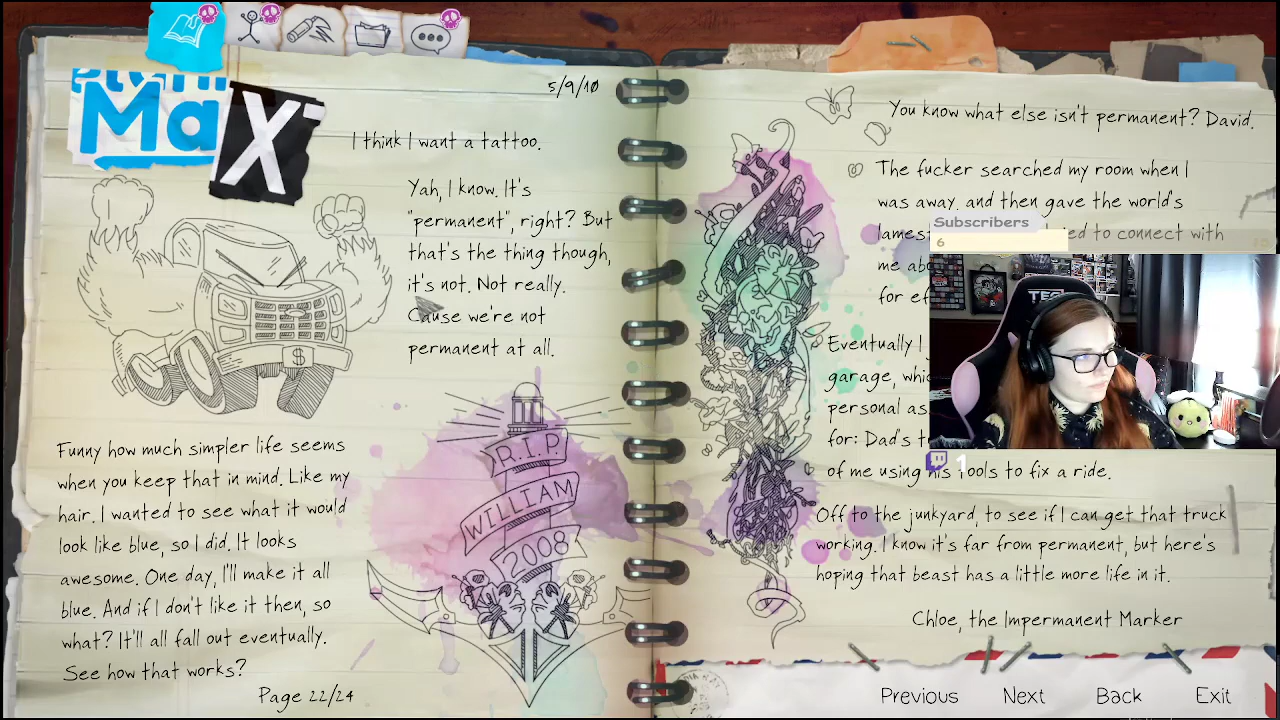 Ma
X
5/9/10
I think I want a tattoo.
Yah, I know. It's
"permanent", right? But
that's the thing though,
it's not. Not really.
Cause we're not
permanent at all.
$
Funny how much simpler life seems
when you keep that in mind. Like my
hair. I wanted to see what it would
look like blue, so I did. It looks
awesome. One day, I'll make it all
blue. And if I don't like it then, so
what? It'll all fall out eventually.
See how that works?
R.I.P
WILLIAM
2008
Page 22/24
You know what else isn't permanent? David.
The fucker searched my room when I
was away, and then gave the world's
to connect with
me
for
Eventually I
garage,
personal
for: Dad's
of me using his tools to fix a ride.
Off to the junkyard, to see if I can get that truck
working. I know it's far from permanent, but here's
hoping that beast has a little more life in it.
Chloe, the Impermanent Marker
Subscribers
6
1
Previous
Next
Back
Exit